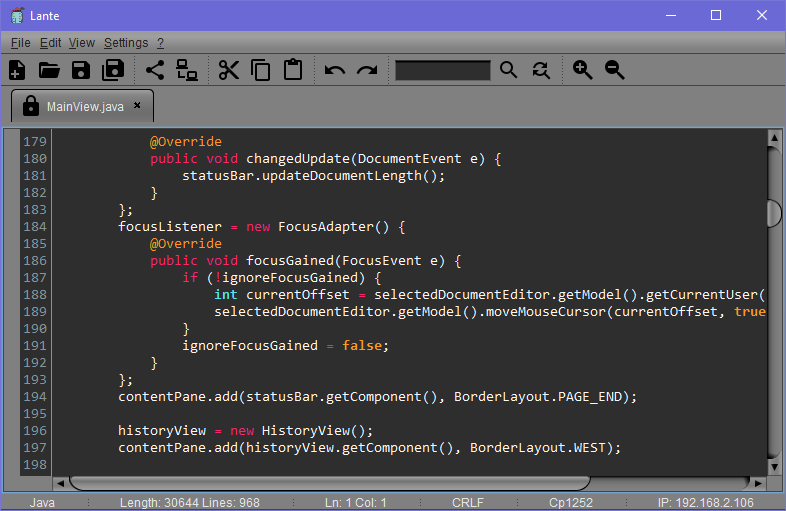 Lante
File Edit View Settings ?
MainView.java ×
179 @Override
180 public void changedUpdate(DocumentEvent e) {
181 statusBar.updateDocumentLength();
182 }
183 };
184 focusListener = new FocusAdapter() {
185 @Override
186 public void focusGained(FocusEvent e) {
187 if (!ignoreFocusGained) {
188 int currentOffset = selectedDocumentEditor.getModel().getCurrentUser(
189 selectedDocumentEditor.getModel().moveMouseCursor(currentOffset, true
190 }
191 ignoreFocusGained = false;
192 }
193 };
194 contentPane.add(statusBar.getComponent(), BorderLayout.PAGE_END);
195
196 historyView = new HistoryView();
197 contentPane.add(historyView.getComponent(), BorderLayout.WEST);
198
Java Length: 30644 Lines: 968 Ln: 1 Col: 1 CRLF Cp1252 IP: 192.168.2.106